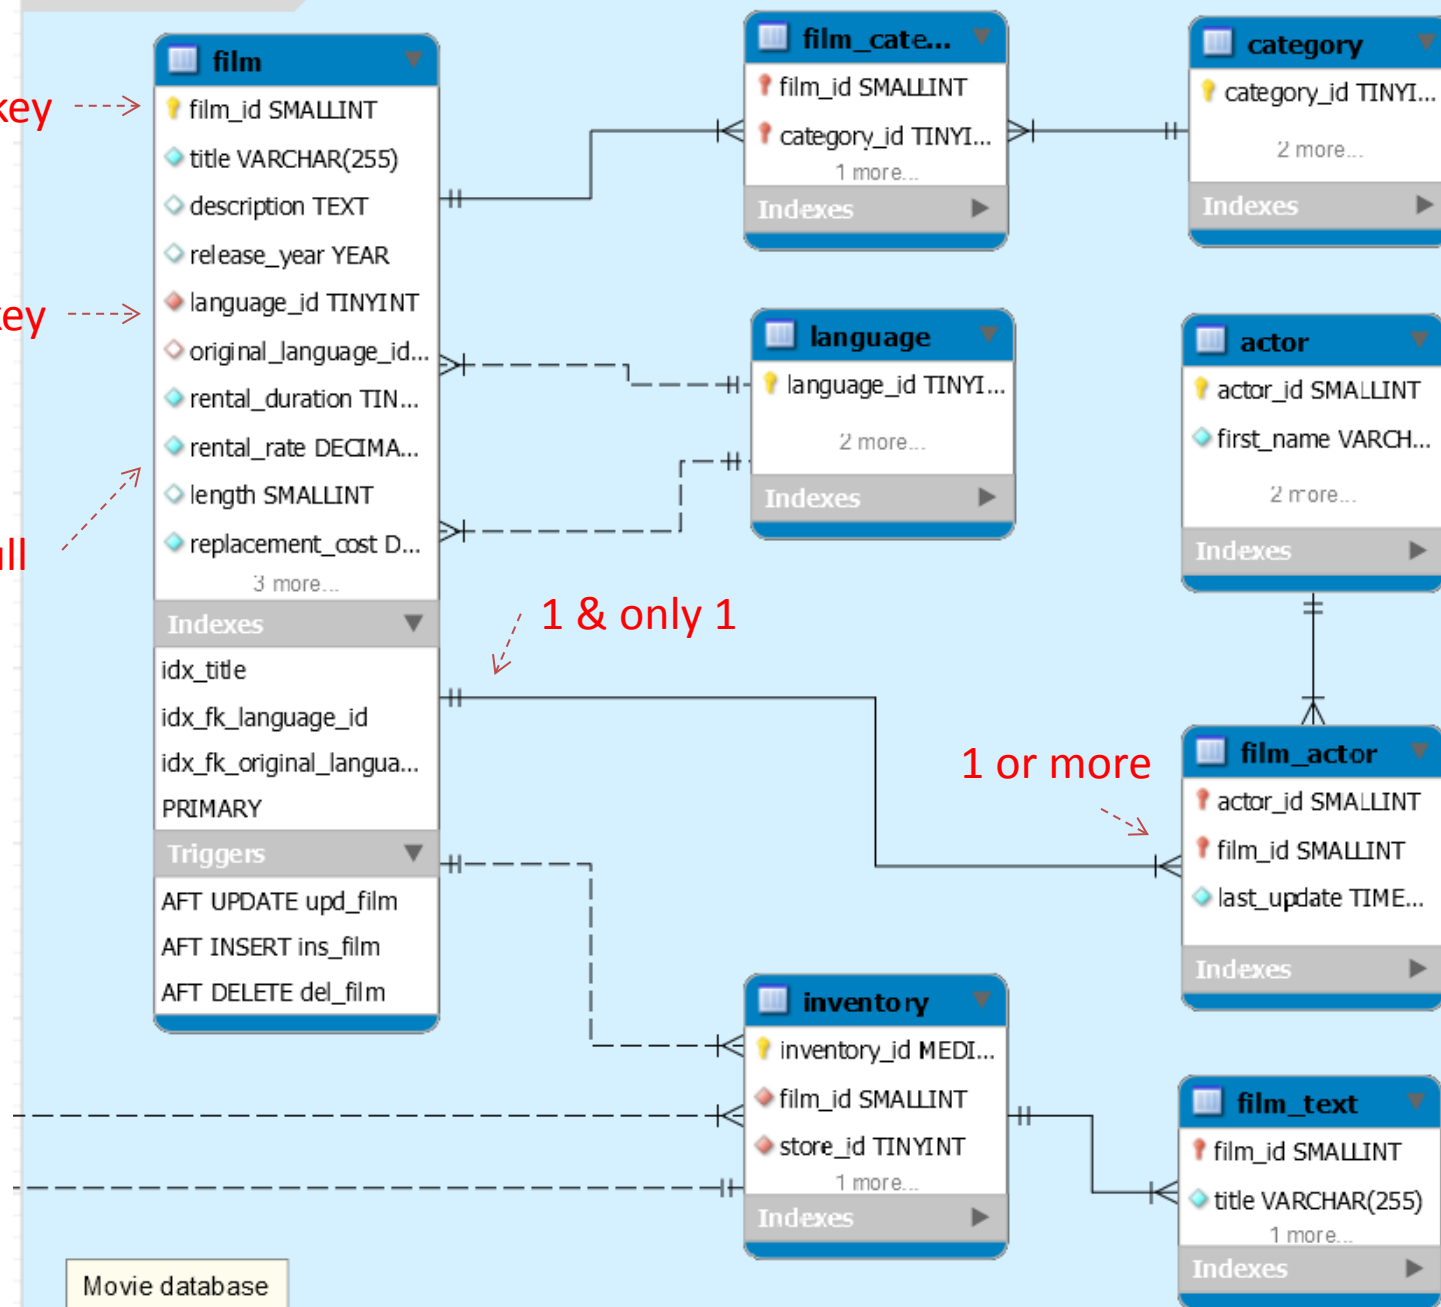 film
film_id SMALLINT
title VARCHAR(255)
description TEXT
release_year YEAR
language_id TINYINT
original_language_id...
rental_duration TIN...
rental_rate DECIMA...
length SMALLINT
replacement_cost D...
3 more...
Indexes
idx_title
idx_fk_language_id
idx_fk_original_langua...
PRIMARY
Triggers
AFT UPDATE upd_film
AFT INSERT ins_film
AFT DELETE del_film
key
key
ull
film_cate...
film_id SMALLINT
category_id TINYI...
1 more...
Indexes
category
category_id TINYI...
2 more...
Indexes
language
language_id TINYI...
2 more...
Indexes
actor
actor_id SMALLINT
first_name VARCH...
2 more...
Indexes
1 & only 1
1 or more
film_actor
actor_id SMALLINT
film_id SMALLINT
last_update TIME...
Indexes
inventory
inventory_id MEDI...
film_id SMALLINT
store_id TINYINT
1 more...
Indexes
film_text
film_id SMALLINT
title VARCHAR(255)
1 more...
Indexes
Movie database